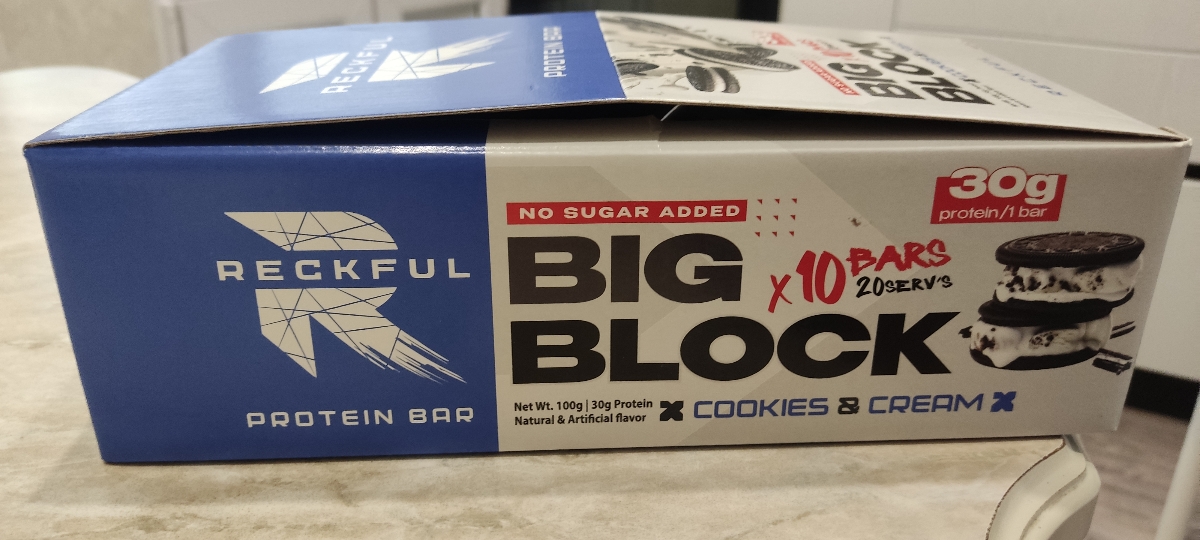 RECKFUL
PROTEIN BAR
BIG
BLOCK
RECKFUL
PROTEIN BAR
NO SUGAR ADDED
BIG
BLOCK
x10 BARS
20SERV'S
30g
protein/1 bar
Net Wt. 100g | 30g Protein
Natural & Artificial flavor
COOKIES & CREAM